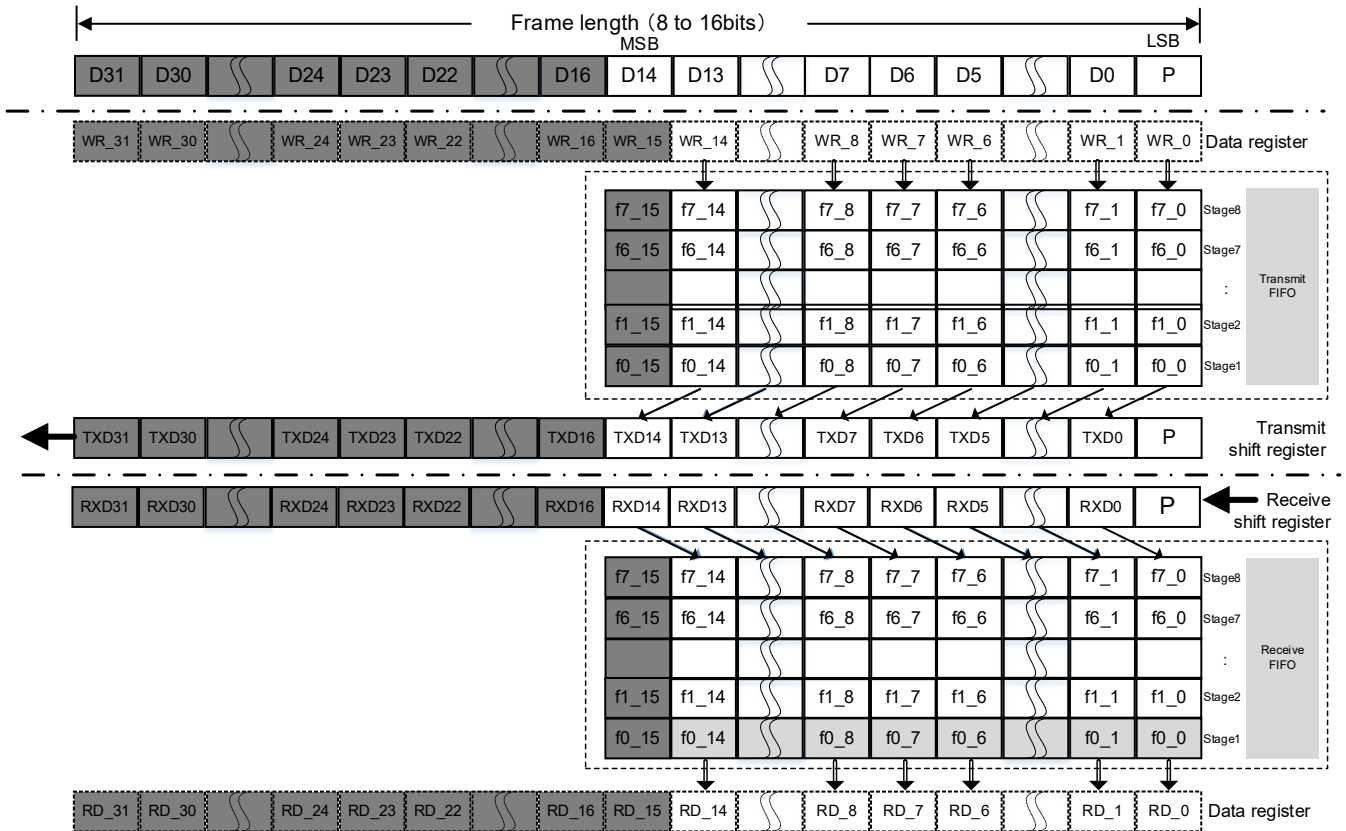 Frame length (8 to 16bits)
MSB LSB
D31 D30 D24 D23 D22 D16 D14 D13 D7 D6 D5 D0 P
WR_31 WR_30 WR_24 WR_23 WR_22 WR_16 WR_15 WR_14 WR_8 WR_7 WR_6 WR_1 WR_0 Data register
f7_15 f7_14 f7_8 f7_7 f7_6 f7_1 f7_0 Stage8
f6_15 f6_14 f6_8 f6_7 f6_6 f6_1 f6_0 Stage7
: Transmit
FIFO
f1_15 f1_14 f1_8 f1_7 f1_6 f1_1 f1_0 Stage2
f0_15 f0_14 f0_8 f0_7 f0_6 f0_1 f0_0 Stage1
TXD31 TXD30 TXD24 TXD23 TXD22 TXD16 TXD14 TXD13 TXD7 TXD6 TXD5 TXD0 P Transmit
shift register
RXD31 RXD30 RXD24 RXD23 RXD22 RXD16 RXD14 RXD13 RXD7 RXD6 RXD5 RXD0 P Receive
shift register
f7_15 f7_14 f7_8 f7_7 f7_6 f7_1 f7_0 Stage8
f6_15 f6_14 f6_8 f6_7 f6_6 f6_1 f6_0 Stage7
: Receive
FIFO
f1_15 f1_14 f1_8 f1_7 f1_6 f1_1 f1_0 Stage2
f0_15 f0_14 f0_8 f0_7 f0_6 f0_1 f0_0 Stage1
RD_31 RD_30 RD_24 RD_23 RD_22 RD_16 RD_15 RD_14 RD_8 RD_7 RD_6 RD_1 RD_0 Data register